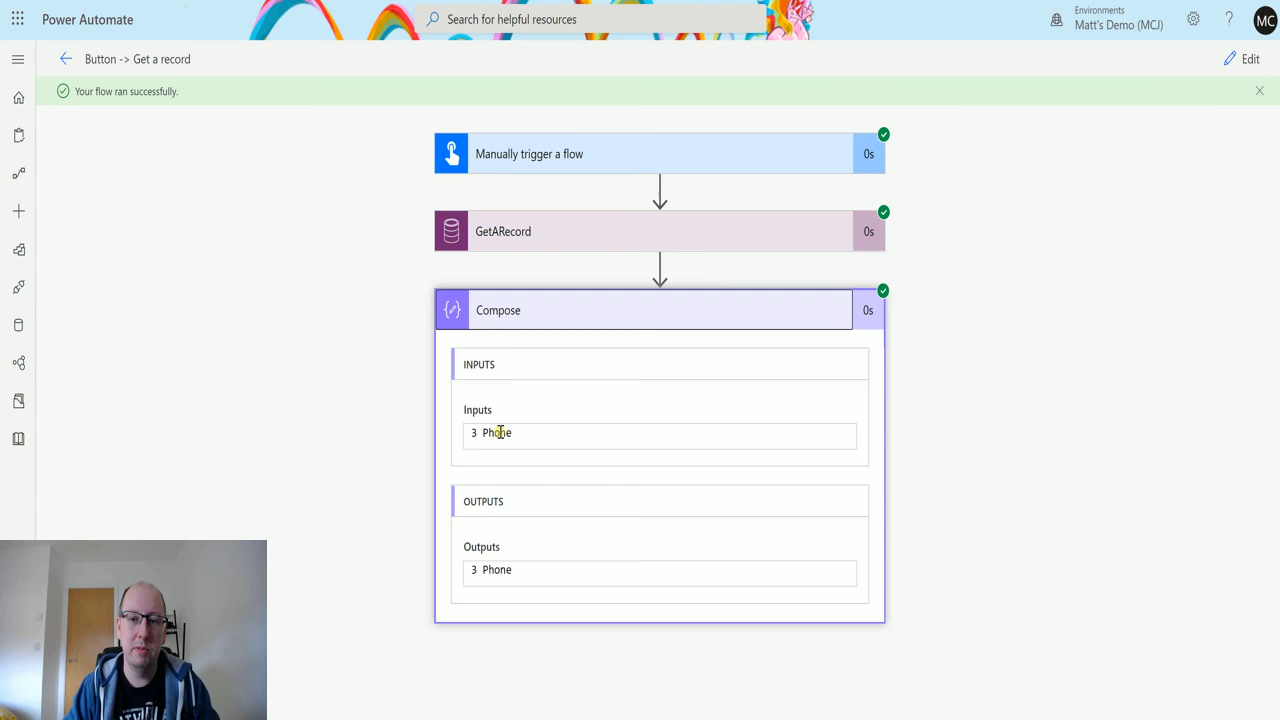 Power Automate
Search for helpful resources
Environments
Matt's Demo (MCJ)
MC
Button -> Get a record
Edit
Your flow ran successfully.
Manually trigger a flow
0s
GetARecord
0s
Compose
0s
INPUTS
Inputs
3 Phone
OUTPUTS
Outputs
3 Phone